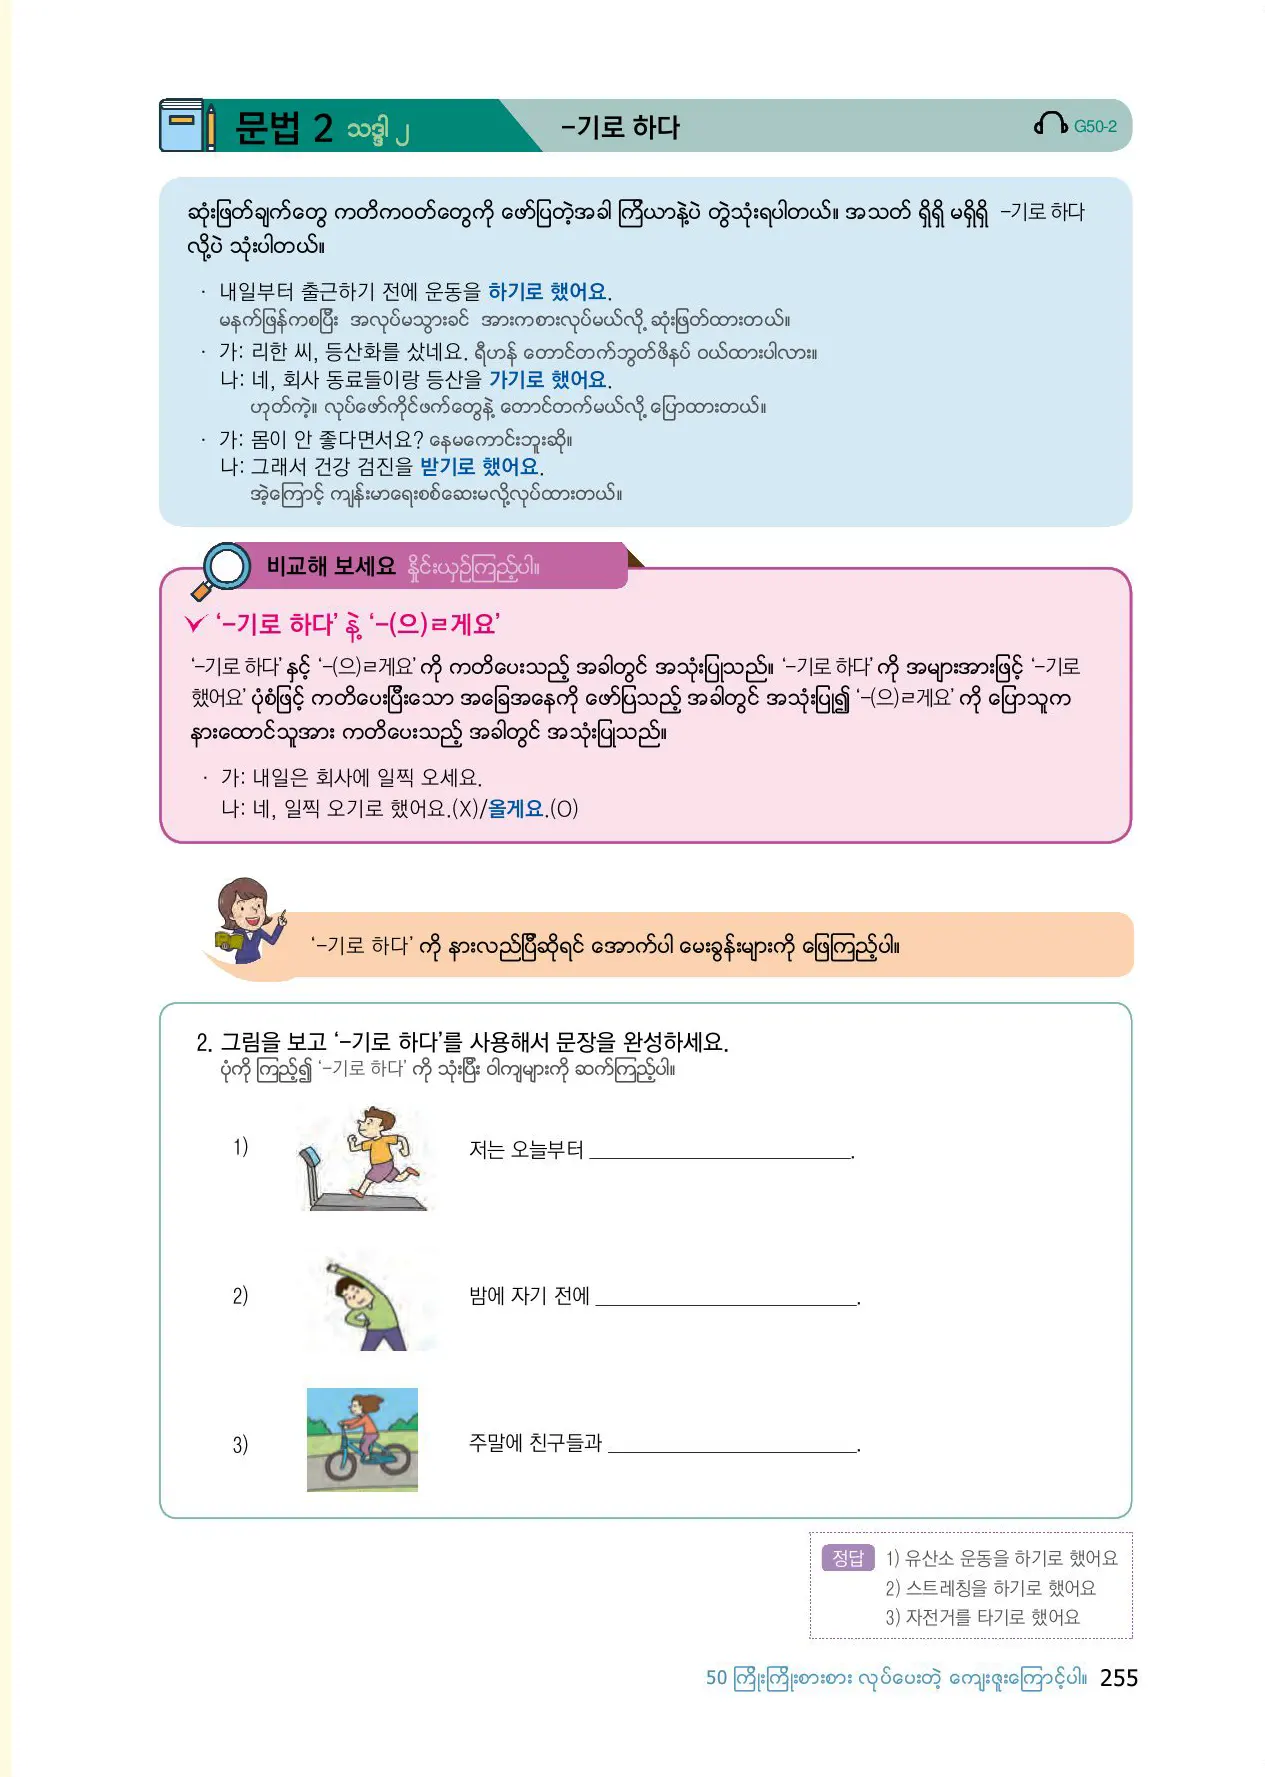 문법 2 သဒ္ဒါ ၂ -기로 하다 G50-2
ဆုံးဖြတ်ချက်တွေ ကတိကဝတ်တွေကို ဖော်ပြတဲ့အခါ ကြိယာနဲ့ပဲ တွဲသုံးရပါတယ်။ အသတ် ရှိရှိ မရှိရှိ -기로 하다
လို့ပဲ သုံးပါတယ်။
· 내일부터 출근하기 전에 운동을 하기로 했어요.
မနက်ဖြန်ကစပြီး အလုပ်မသွားခင် အားကစားလုပ်မယ်လို့ ဆုံးဖြတ်ထားတယ်။
· 가: 리한 씨, 등산화를 샀네요. ရီဟန် တောင်တက်ဘွတ်ဖိနပ် ဝယ်ထားပါလား။
나: 네, 회사 동료들이랑 등산을 가기로 했어요.
ဟုတ်ကဲ့။ လုပ်ဖော်ကိုင်ဖက်တွေနဲ့ တောင်တက်မယ်လို့ ပြောထားတယ်။
· 가: 몸이 안 좋다면서요? နေမကောင်းဘူးဆို။
나: 그래서 건강 검진을 받기로 했어요.
အဲ့ကြောင့် ကျန်းမာရေးစစ်ဆေးမလို့လုပ်ထားတယ်။
비교해 보세요 နှိုင်းယှဉ်ကြည့်ပါ။
‘-기로 하다’ နဲ့ ‘-(으)ㄹ게요’
‘-기로 하다’ နှင့် ‘-(으)ㄹ게요’ ကို ကတိပေးသည့် အခါတွင် အသုံးပြုသည်။ ‘-기로 하다’ ကို အများအားဖြင့် ‘-기로
했어요’ ပုံစံဖြင့် ကတိပေးပြီးသော အခြေအနေကို ဖော်ပြသည့် အခါတွင် အသုံးပြု၍ ‘-(으)ㄹ게요’ ကို ပြောသူက
နားထောင်သူအား ကတိပေးသည့် အခါတွင် အသုံးပြုသည်။
· 가: 내일은 회사에 일찍 오세요.
나: 네, 일찍 오기로 했어요.(X)/올게요.(O)
‘-기로 하다’ ကို နားလည်ပြီဆိုရင် အောက်ပါ မေးခွန်းများကို ဖြေကြည့်ပါ။
2. 그림을 보고 ‘-기로 하다’를 사용해서 문장을 완성하세요.
ပုံကို ကြည့်၍ ‘-기로 하다’ ကို သုံးပြီး ဝါကျများကို ဆက်ကြည့်ပါ။
1) 저는 오늘부터 ________________________.
2) 밤에 자기 전에 ________________________.
3) 주말에 친구들과 ________________________.
정답 1) 유산소 운동을 하기로 했어요
2) 스트레칭을 하기로 했어요
3) 자전거를 타기로 했어요
50 ကြိုးကြိုးစားစား လုပ်ပေးတဲ့ ကျေးဇူးကြောင့်ပါ။ 255